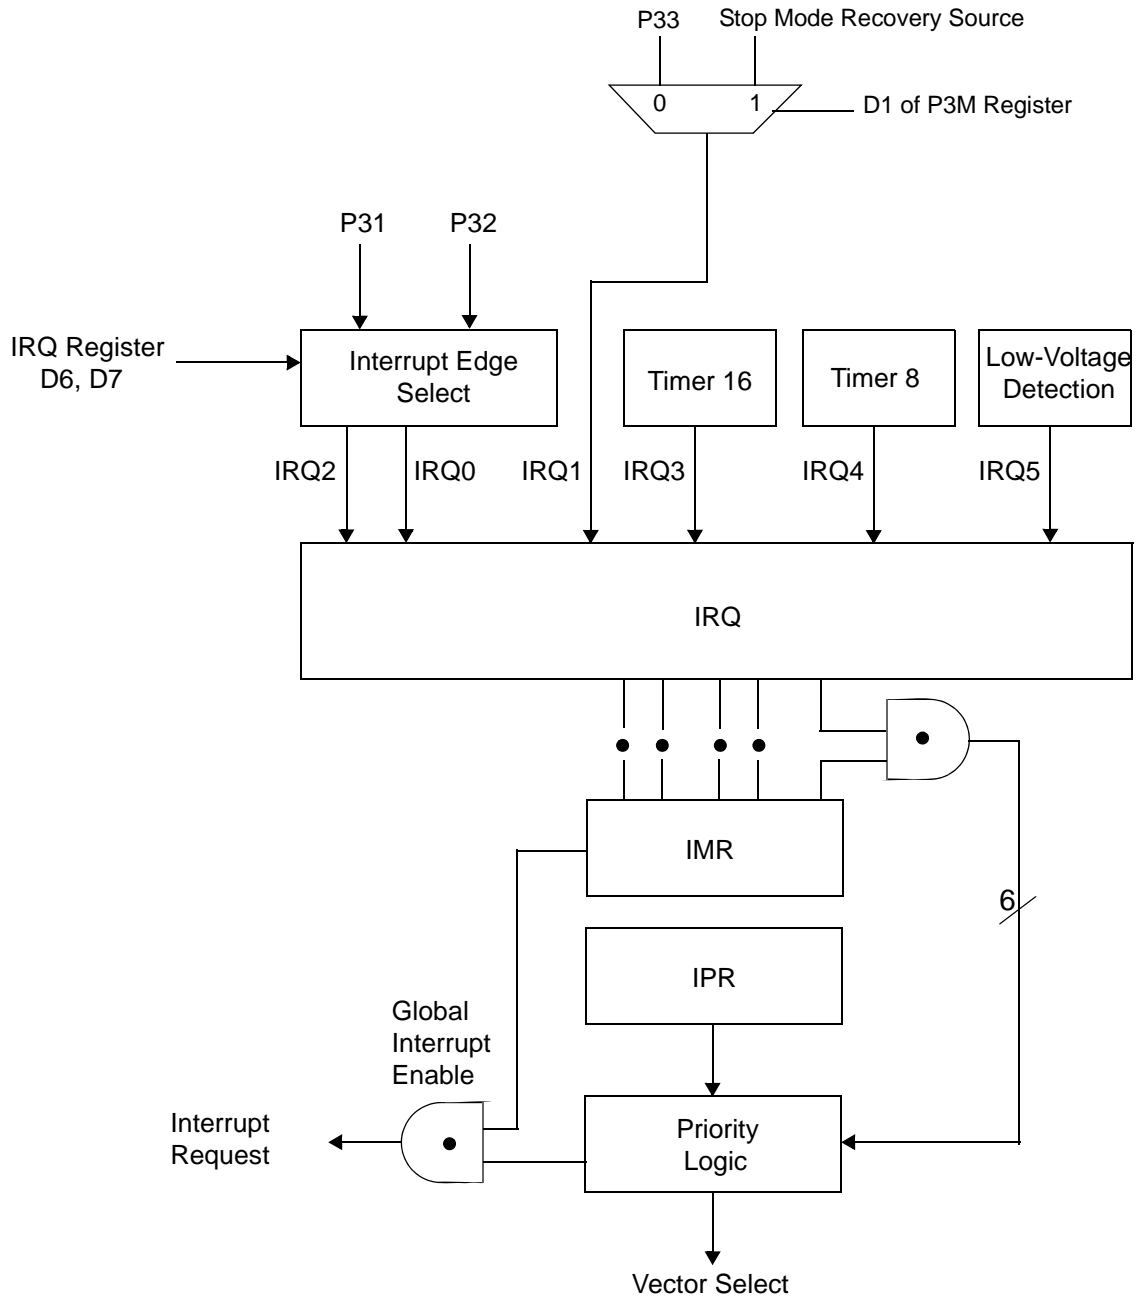 P33
Stop Mode Recovery Source
0
1
D1 of P3M Register
P31
P32
IRQ Register
D6, D7
Interrupt Edge
Select
Timer 16
Timer 8
Low-Voltage
Detection
IRQ2
IRQ0
IRQ1
IRQ3
IRQ4
IRQ5
IRQ
IMR
6
IPR
Global
Interrupt
Enable
Interrupt
Request
Priority
Logic
Vector Select